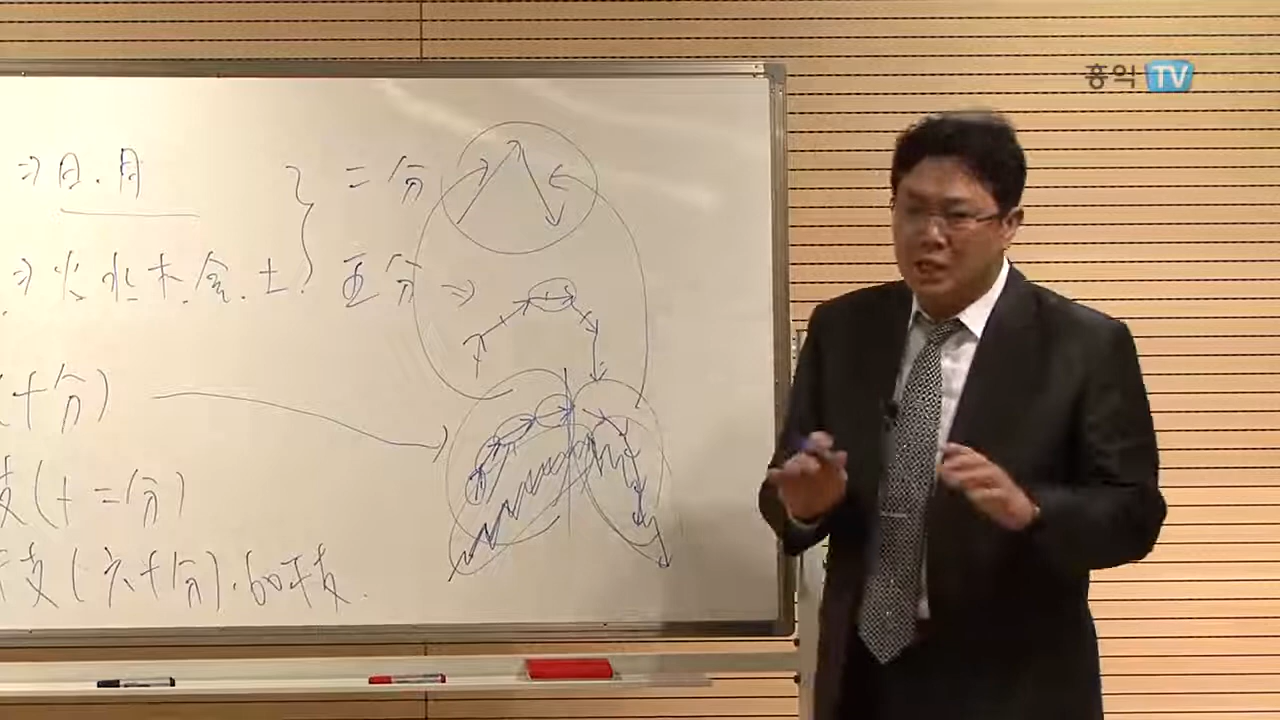 홍익 TV
⇒ 日.月 } 二分
⇒ 火水木.金.土. 五分 ⇒
(十分)
支(十二分)
干支(六十分).60干支.